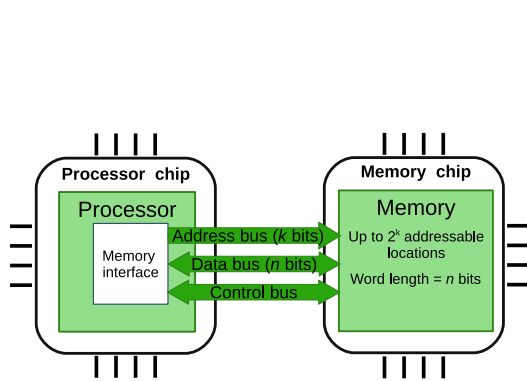 Processor chip
Processor
Memory
interface
Address bus (k bits)
Data bus (n bits)
Control bus
Memory chip
Memory
Up to 2^k addressable
locations
Word length = n bits